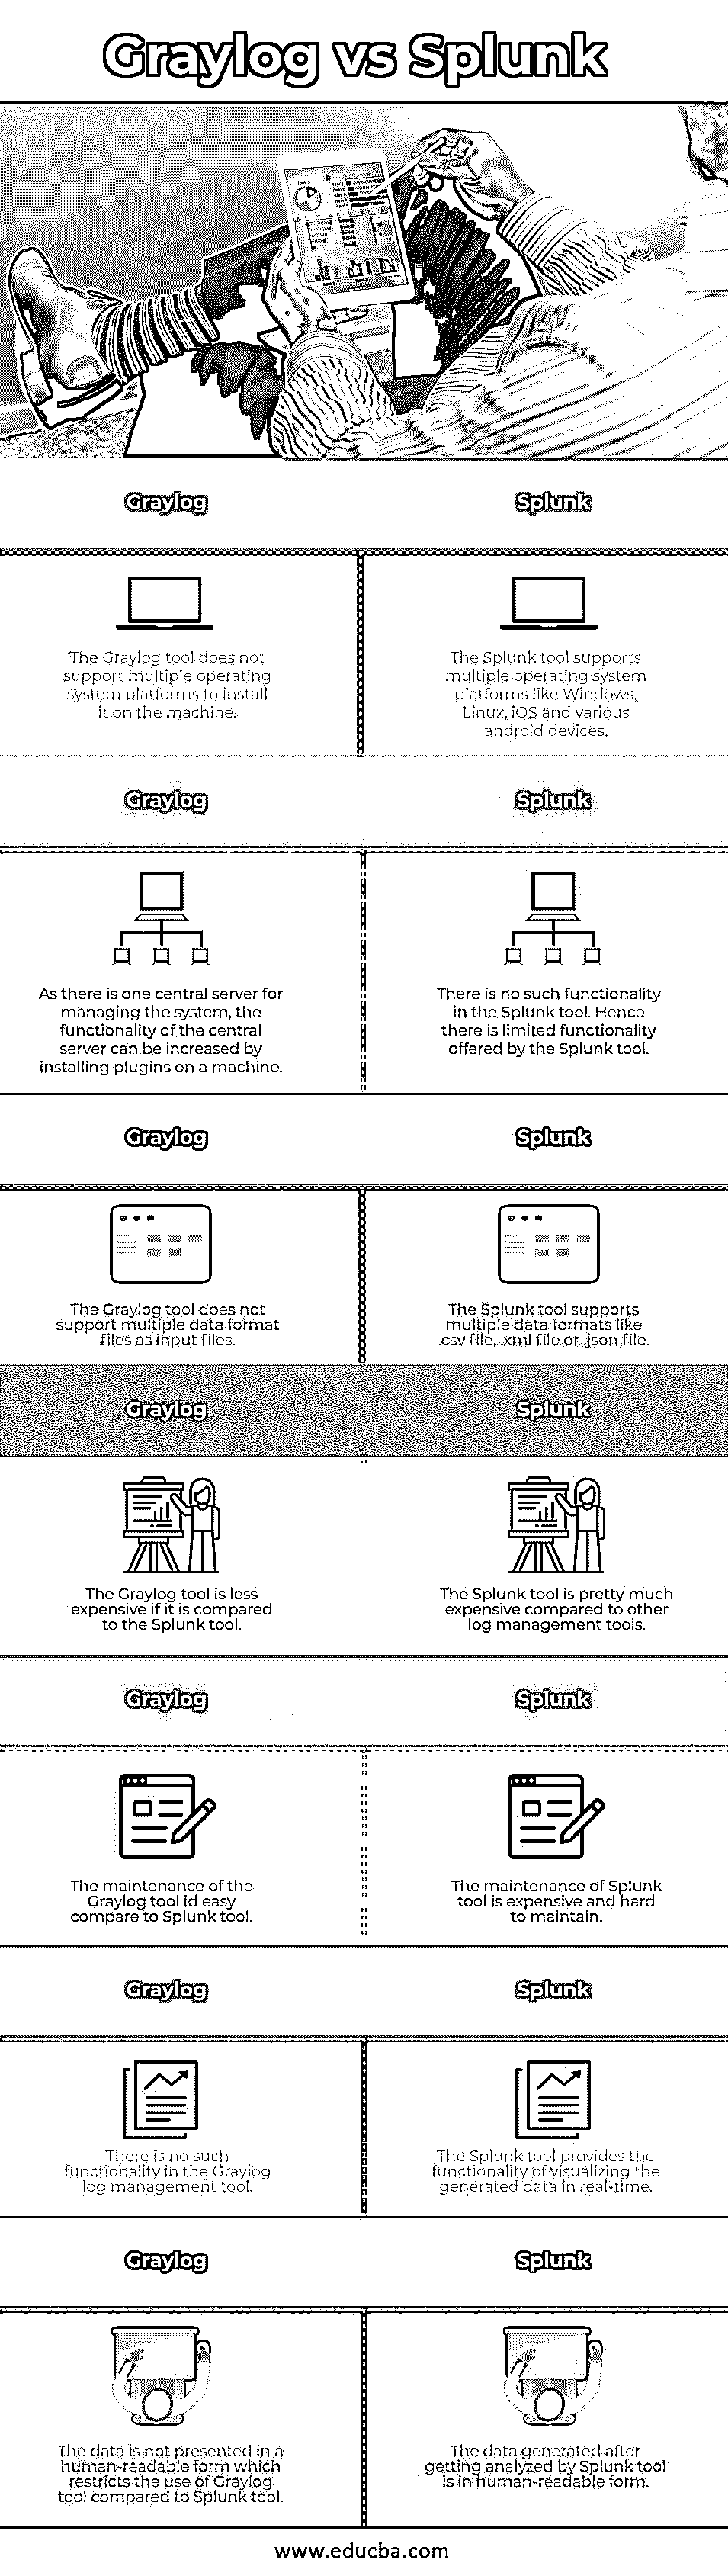 Graylog vs Splunk
Graylog
Splunk
The Graylog tool does not
support multiple operating
system platforms to install
it on the machine.
The Splunk tool supports
multiple operating system
platforms like Windows,
Linux, iOS and various
android devices.
Graylog
Splunk
As there is one central server for
managing the system, the
functionality of the central
server can be increased by
installing plugins on a machine.
There is no such functionality
in the Splunk tool. Hence
there is limited functionality
offered by the Splunk tool.
Graylog
Splunk
The Graylog tool does not
support multiple data format
files as input files.
The Splunk tool supports
multiple data formats like
.csv file, .xml file or .json file.
Graylog
Splunk
The Graylog tool is less
expensive if it is compared
to the Splunk tool.
The Splunk tool is pretty much
expensive compared to other
log management tools.
Graylog
Splunk
The maintenance of the
Graylog tool id easy
compare to Splunk tool.
The maintenance of Splunk
tool is expensive and hard
to maintain.
Graylog
Splunk
There is no such
functionality in the Graylog
log management tool.
The Splunk tool provides the
functionality of visualizing the
generated data in real-time.
Graylog
Splunk
The data is not presented in a
human-readable form which
restricts the use of Graylog
tool compared to Splunk tool.
The data generated after
getting analyzed by Splunk tool
is in human-readable form.
www.educba.com